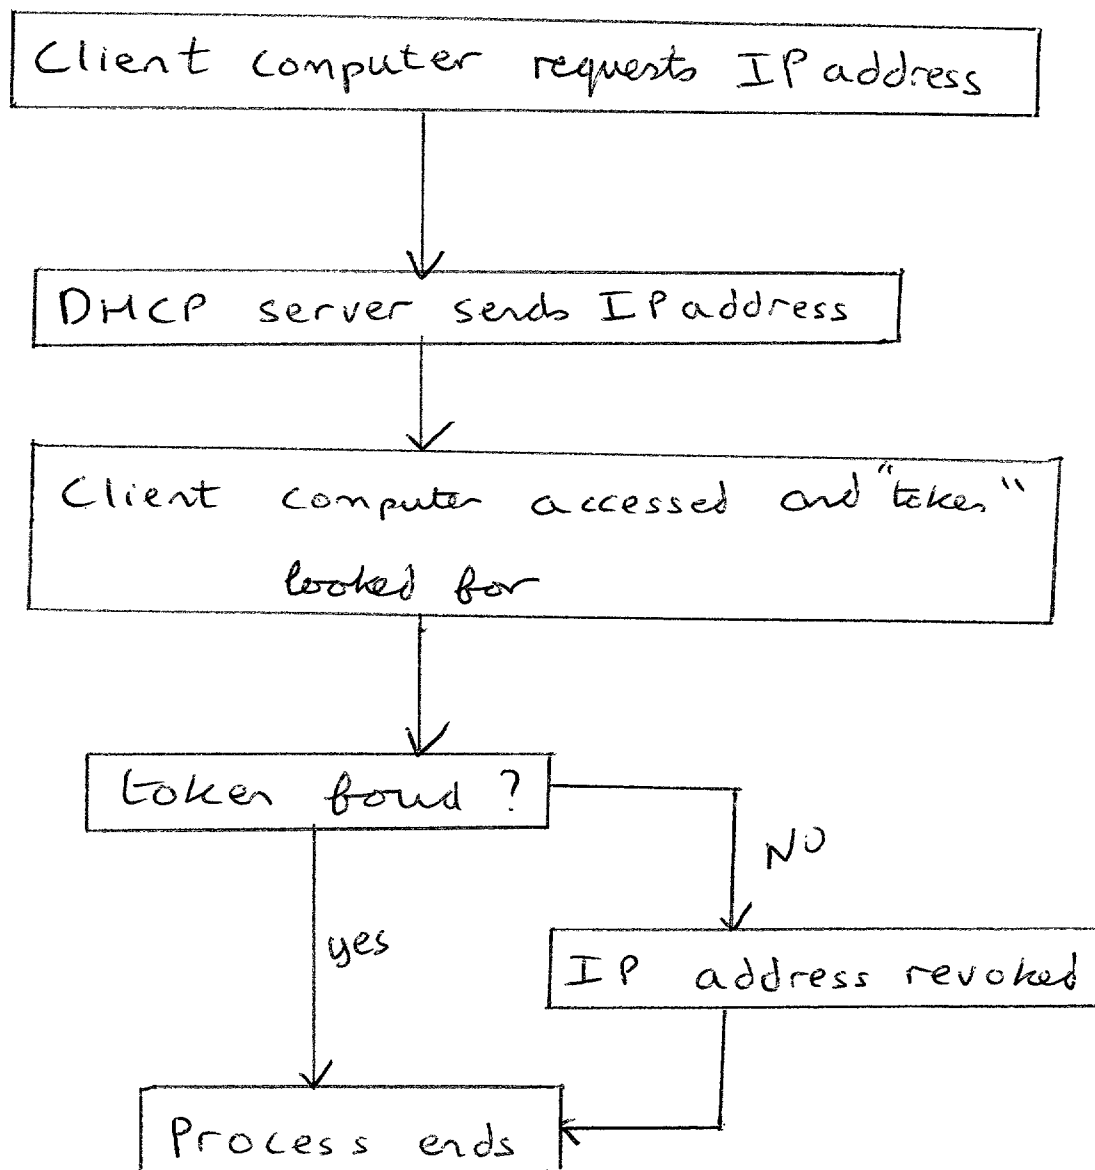 Client computer requests IP address
DHCP server sends IP address
Client computer accessed and "token"
looked for
token found ?
NO
yes
IP address revoked
Process ends